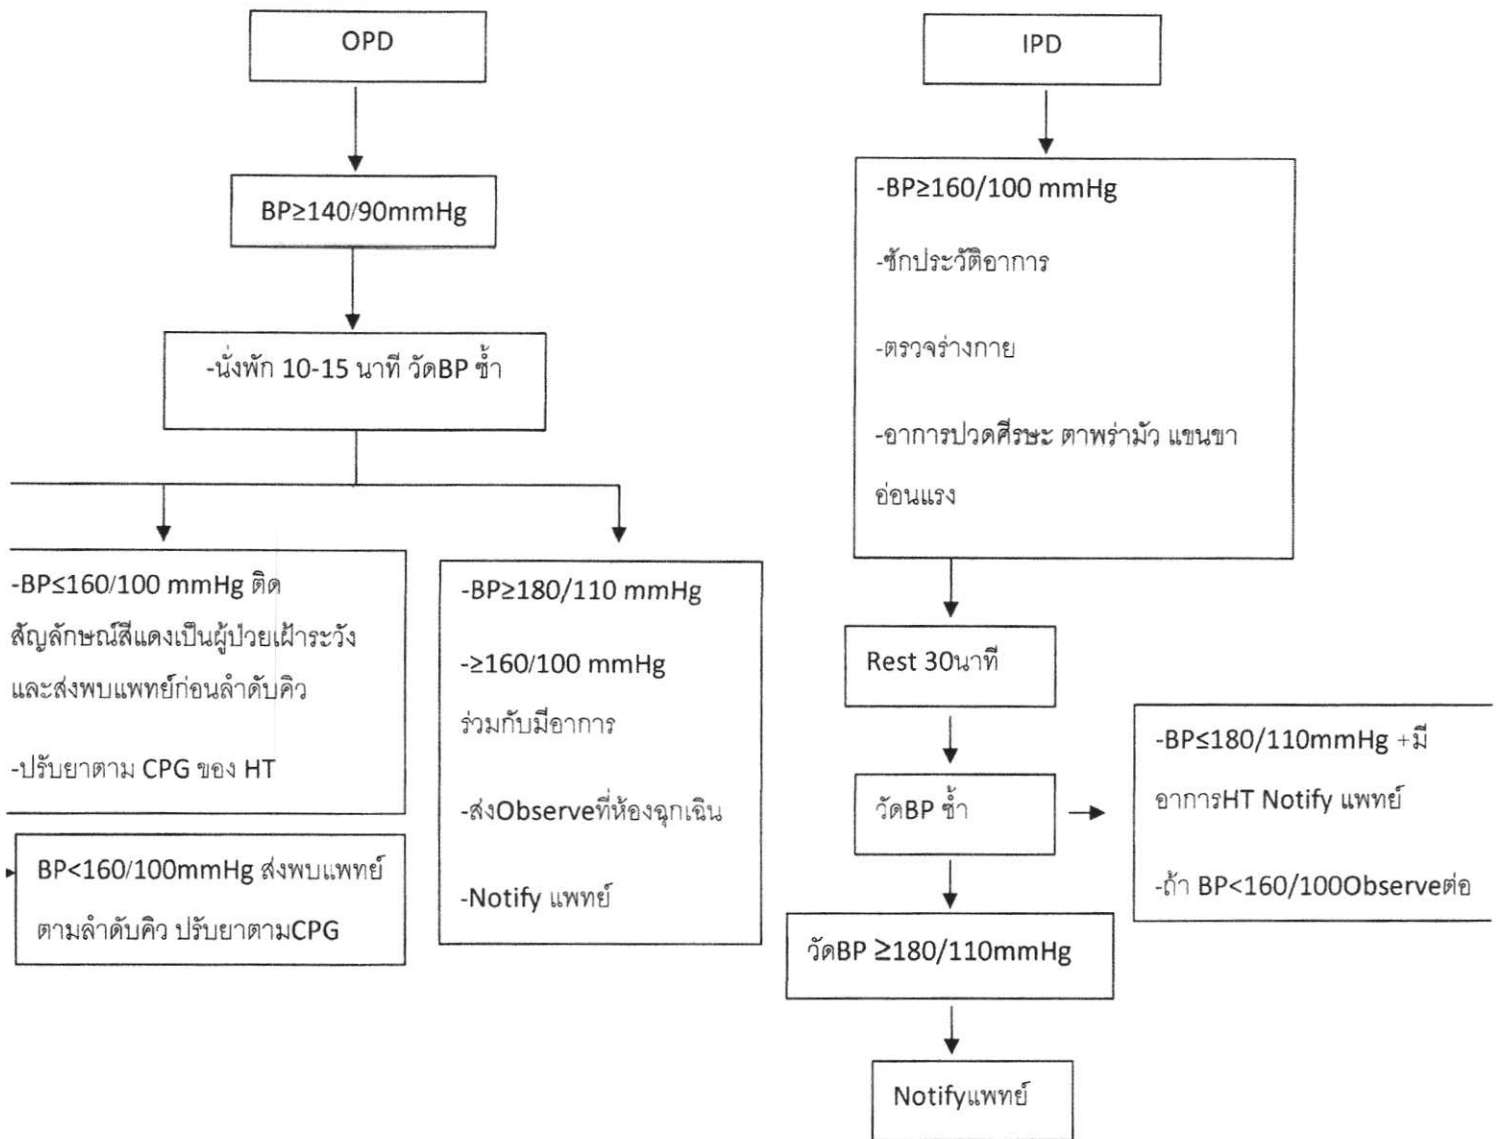 OPD
BP≥140/90mmHg
-นั่งพัก 10-15 นาที วัดBP ซ้ำ
-BP≤160/100 mmHg ติด
สัญลักษณ์สีแดงเป็นผู้ป่วยเฝ้าระวัง
และส่งพบแพทย์ก่อนลำดับคิว
-ปรับยาตาม CPG ของ HT
BP<160/100mmHg ส่งพบแพทย์
ตามลำดับคิว ปรับยาตามCPG
-BP≥180/110 mmHg
-≥160/100 mmHg
ร่วมกับมีอาการ
-ส่งObserveที่ห้องฉุกเฉิน
-Notify แพทย์
IPD
-BP≥160/100 mmHg
-ซักประวัติอาการ
-ตรวจร่างกาย
-อาการปวดศีรษะ ตาพร่ามัว แขนขา
อ่อนแรง
Rest 30นาที
วัดBP ซ้ำ
-BP≤180/110mmHg +มี
อาการHT Notify แพทย์
-ถ้า BP<160/100Observeต่อ
วัดBP ≥180/110mmHg
Notifyแพทย์